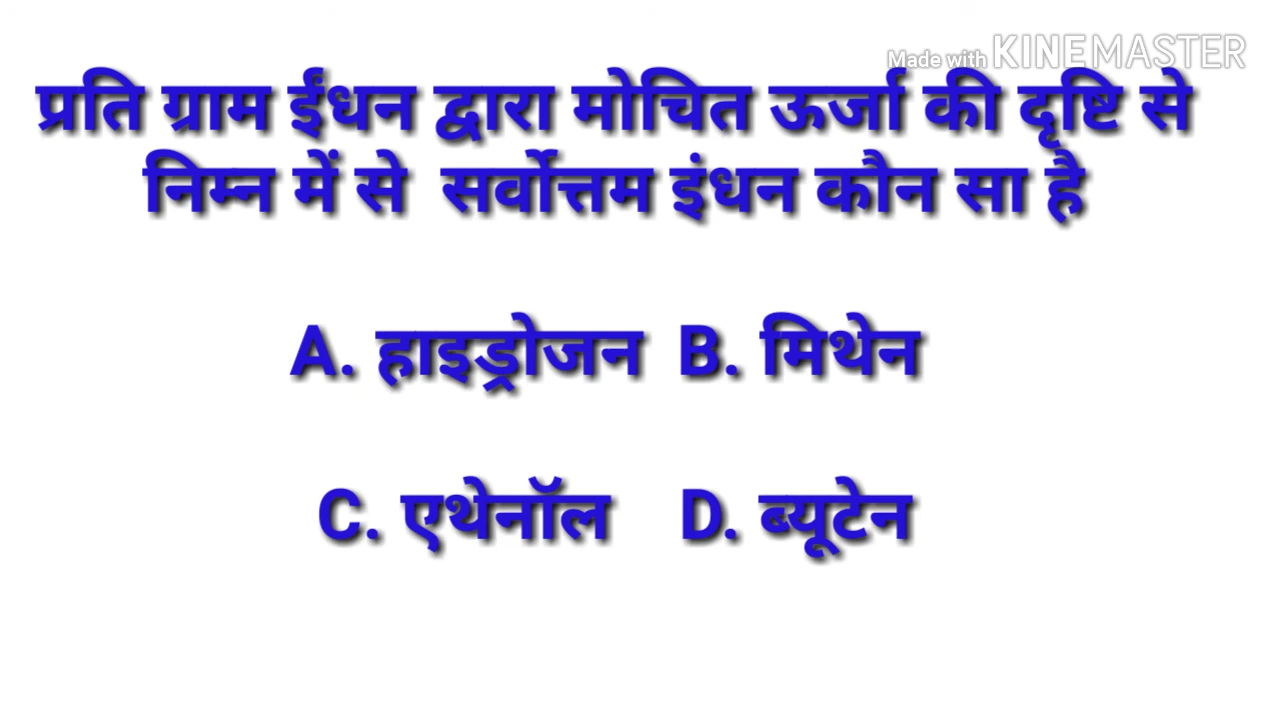 Made with KINEMASTER
प्रति ग्राम ईंधन द्वारा मोचित ऊर्जा की दृष्टि से
निम्न में से सर्वोत्तम इंधन कौन सा है
A. हाइड्रोजन B. मिथेन
C. एथेनॉल D. ब्यूटेन